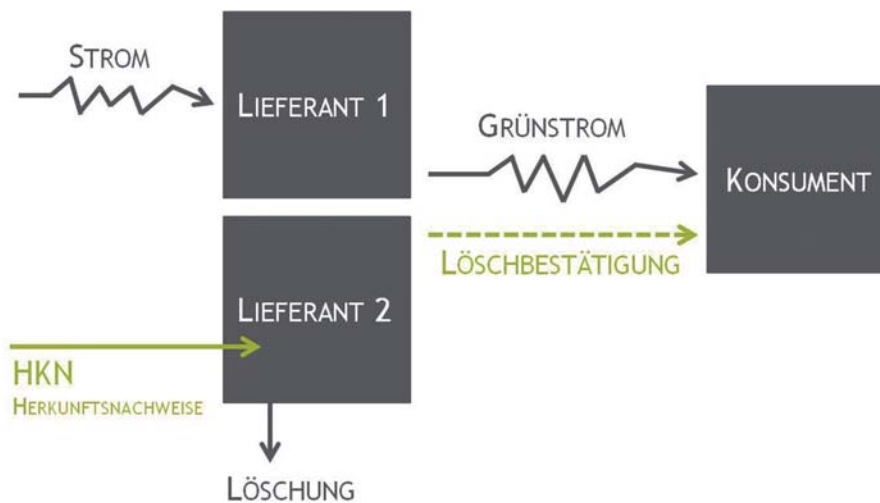 STROM
LIEFERANT 1
GRÜNSTROM
KONSUMENT
LÖSCHBESTÄTIGUNG
LIEFERANT 2
HKN
HERKUNFTSNACHWEISE
LÖSCHUNG